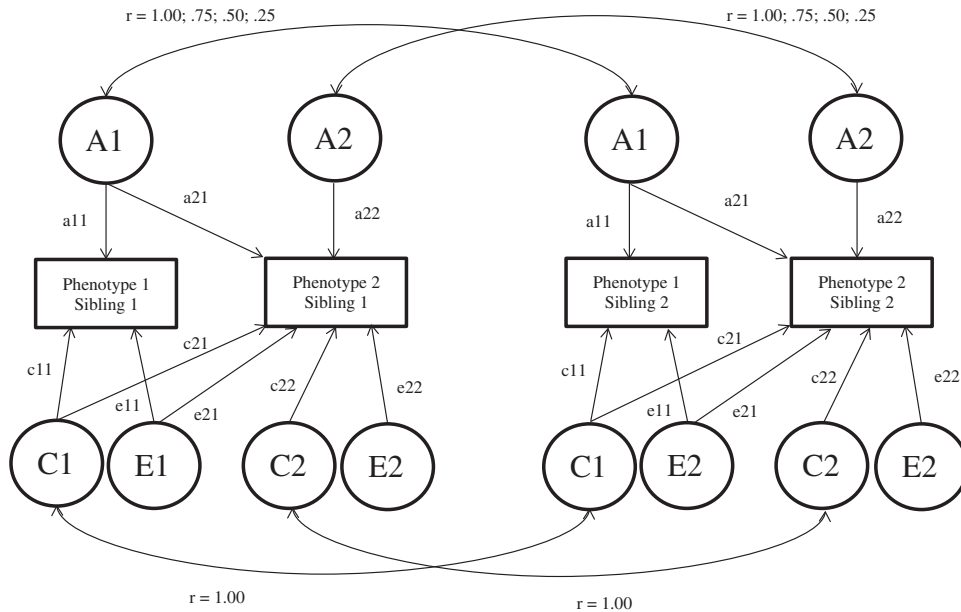 r = 1.00; .75; .50; .25
r = 1.00; .75; .50; .25
A1
A2
A1
A2
a11
a21
a22
a11
a21
a22
Phenotype 1
Sibling 1
Phenotype 2
Sibling 1
Phenotype 1
Sibling 2
Phenotype 2
Sibling 2
c11
c21
e11
e21
c22
e22
c11
c21
e11
e21
c22
e22
C1
E1
C2
E2
C1
E2
C2
E2
r = 1.00
r = 1.00